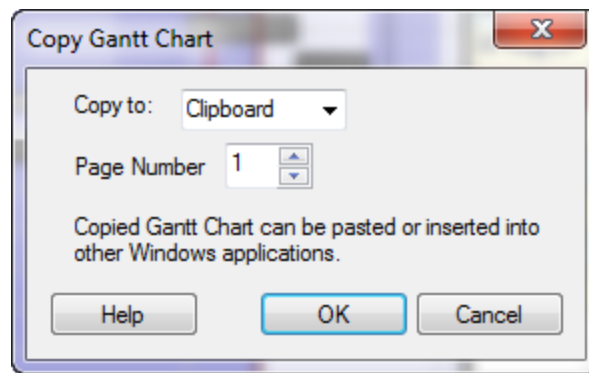 Copy Gantt Chart
Copy to: Clipboard
Page Number 1
Copied Gantt Chart can be pasted or inserted into
other Windows applications.
Help OK Cancel